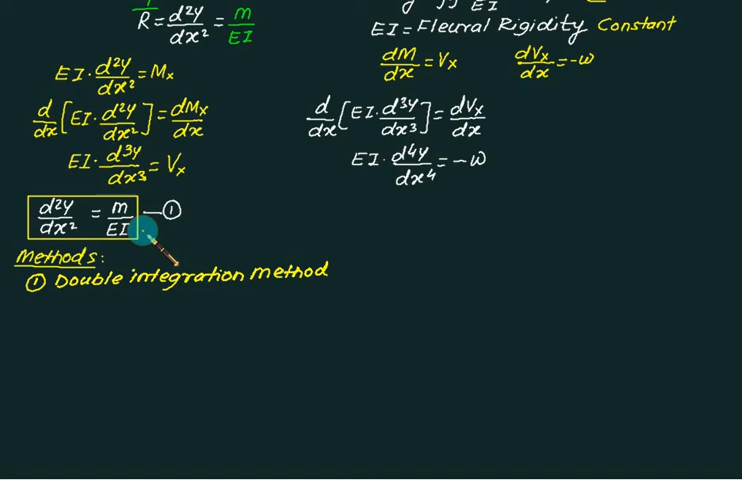 1/R = d²y/dx² = m/EI
EI = Fleural Rigidity Constant
dM/dx = Vx dVx/dx = -ω
EI. d²y/dx² = Mx
d/dx [EI. d²y/dx²] = dMx/dx
EI. d³y/dx³ = Vx
d/dx [EI. d³y/dx³] = dVx/dx
EI. d⁴y/dx⁴ = -ω
d²y/dx² = m/EI —①
Methods:
① Double integration method